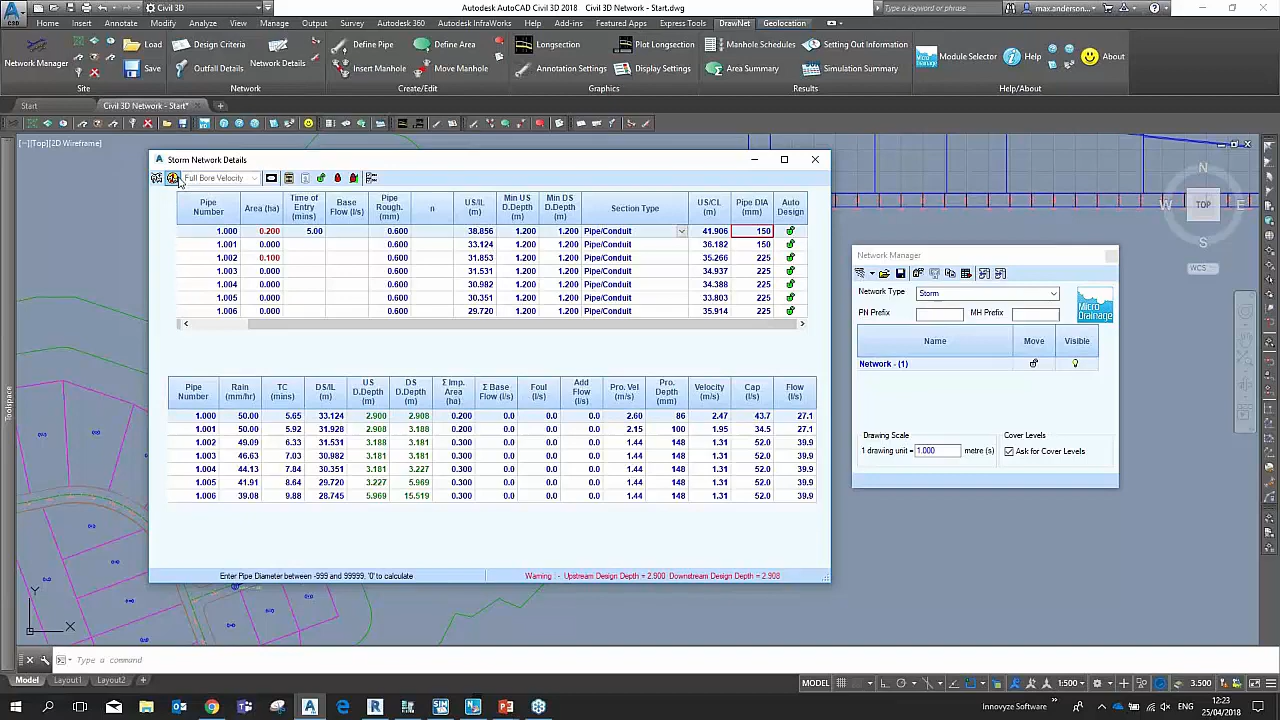 Autodesk AutoCAD Civil 3D 2018 Civil 3D Network - Start.dwg
Civil 3D
Type a keyword or phrase
max.anderson...
Home Insert Annotate Modify Analyze View Manage Output Survey Autodesk 360 Autodesk InfraWorks Help Add-ins Featured Apps Express Tools DrawNet Geolocation
Network Manager
Load
Save
Site
Design Criteria
Outfall Details
Network Details
Network
Define Pipe
Insert Manhole
Define Area
Move Manhole
Create/Edit
Longsection
Annotation Settings
Plot Longsection
Display Settings
Graphics
Manhole Schedules
Area Summary
Setting Out Information
Simulation Summary
Results
Micro Drainage
Module Selector
Help
About
Help/About
Start
Civil 3D Network - Start*
[−][Top][2D Wireframe]
Toolspace
Storm Network Details
Full Bore Velocity
Pipe Number Area (ha) Time of Entry (mins) Base Flow (l/s) Pipe Rough. (mm) n US/IL (m) Min US D.Depth (m) Min DS D.Depth (m) Section Type US/CL (m) Pipe DIA (mm) Auto Design
1.000 0.200 5.00 0.600 38.856 1.200 1.200 Pipe/Conduit 41.906 150
1.001 0.000 0.600 33.124 1.200 1.200 Pipe/Conduit 36.182 150
1.002 0.100 0.600 31.853 1.200 1.200 Pipe/Conduit 35.266 225
1.003 0.000 0.600 31.531 1.200 1.200 Pipe/Conduit 34.937 225
1.004 0.000 0.600 30.982 1.200 1.200 Pipe/Conduit 34.388 225
1.005 0.000 0.600 30.351 1.200 1.200 Pipe/Conduit 33.803 225
1.006 0.000 0.600 29.720 1.200 1.200 Pipe/Conduit 35.914 225
Pipe Number Rain (mm/hr) TC (mins) DS/IL (m) US D.Depth (m) DS D.Depth (m) Σ Imp. Area (ha) Σ Base Flow (l/s) Foul (l/s) Add Flow (l/s) Pro. Vel (m/s) Pro. Depth (mm) Velocity (m/s) Cap (l/s) Flow (l/s)
1.000 50.00 5.65 33.124 2.900 2.908 0.200 0.0 0.0 0.0 2.60 86 2.47 43.7 27.1
1.001 50.00 5.92 31.928 2.908 3.188 0.200 0.0 0.0 0.0 2.15 100 1.95 34.5 27.1
1.002 49.09 6.33 31.531 3.188 3.181 0.300 0.0 0.0 0.0 1.44 148 1.31 52.0 39.9
1.003 46.63 7.03 30.982 3.181 3.181 0.300 0.0 0.0 0.0 1.44 148 1.31 52.0 39.9
1.004 44.13 7.84 30.351 3.181 3.227 0.300 0.0 0.0 0.0 1.44 148 1.31 52.0 39.9
1.005 41.91 8.64 29.720 3.227 5.969 0.300 0.0 0.0 0.0 1.44 148 1.31 52.0 39.9
1.006 39.08 9.88 28.745 5.969 15.519 0.300 0.0 0.0 0.0 1.44 148 1.31 52.0 39.9
Enter Pipe Diameter between -999 and 99999, '0' to calculate
Warning :- Upstream Design Depth = 2.900 Downstream Design Depth = 2.908
Network Manager
Network Type Storm
PN Prefix
MH Prefix
Micro Drainage
Name Move Visible
Network - (1)
Drawing Scale
1 drawing unit = 1.000 metre (s)
Cover Levels
Ask for Cover Levels
N
W TOP E
S
WCS
Y
X
Type a command
Model Layout1 Layout2
MODEL
1:500
3.500
Innovyze Software
12:23
25/04/2018